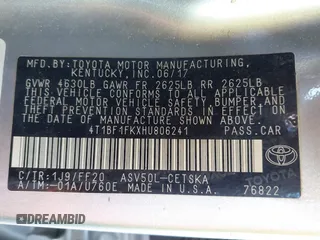 MFD.BY:TOYOTA MOTOR MANUFACTURING,
KENTUCKY, INC.06/17
GVWR 4630LB GAWR FR 2625LB RR 2625LB
THIS VEHICLE CONFORMS TO ALL APPLICABLE
FEDERAL MOTOR VEHICLE SAFETY, BUMPER, AND
THEFT PREVENTION STANDARDS IN EFFECT ON
THE DATE OF MANUFACTURE SHOWN ABOVE.
4T1BF1FKXHU806241 PASS.CAR
C/TR:1J9/FF20 ASV50L-CETSKA
A/TM:-01A/U760E MADE IN U.S.A. 76822
TOYOTA
DREAMBID